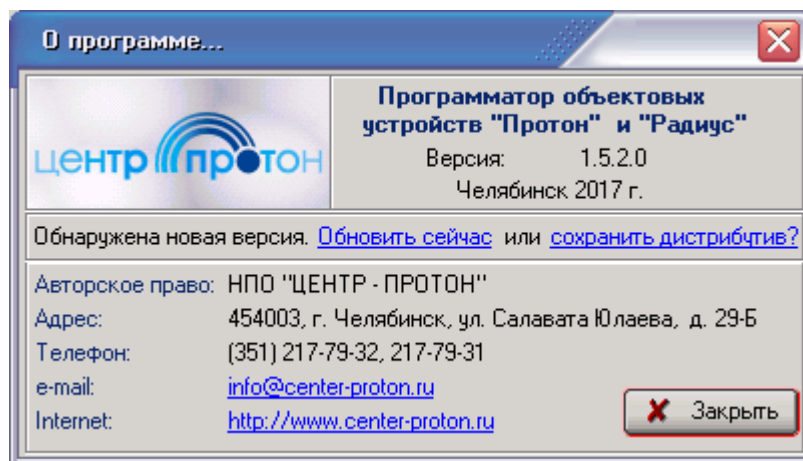 О программе...
центр протон
Программатор объектовых
устройств "Протон" и "Радиус"
Версия: 1.5.2.0
Челябинск 2017 г.
Обнаружена новая версия. Обновить сейчас или сохранить дистрибутив?
Авторское право: НПО "ЦЕНТР - ПРОТОН"
Адрес: 454003, г. Челябинск, ул. Салавата Юлаева, д. 29-Б
Телефон: (351) 217-79-32, 217-79-31
e-mail: info@center-proton.ru
Internet: http://www.center-proton.ru
Закрыть